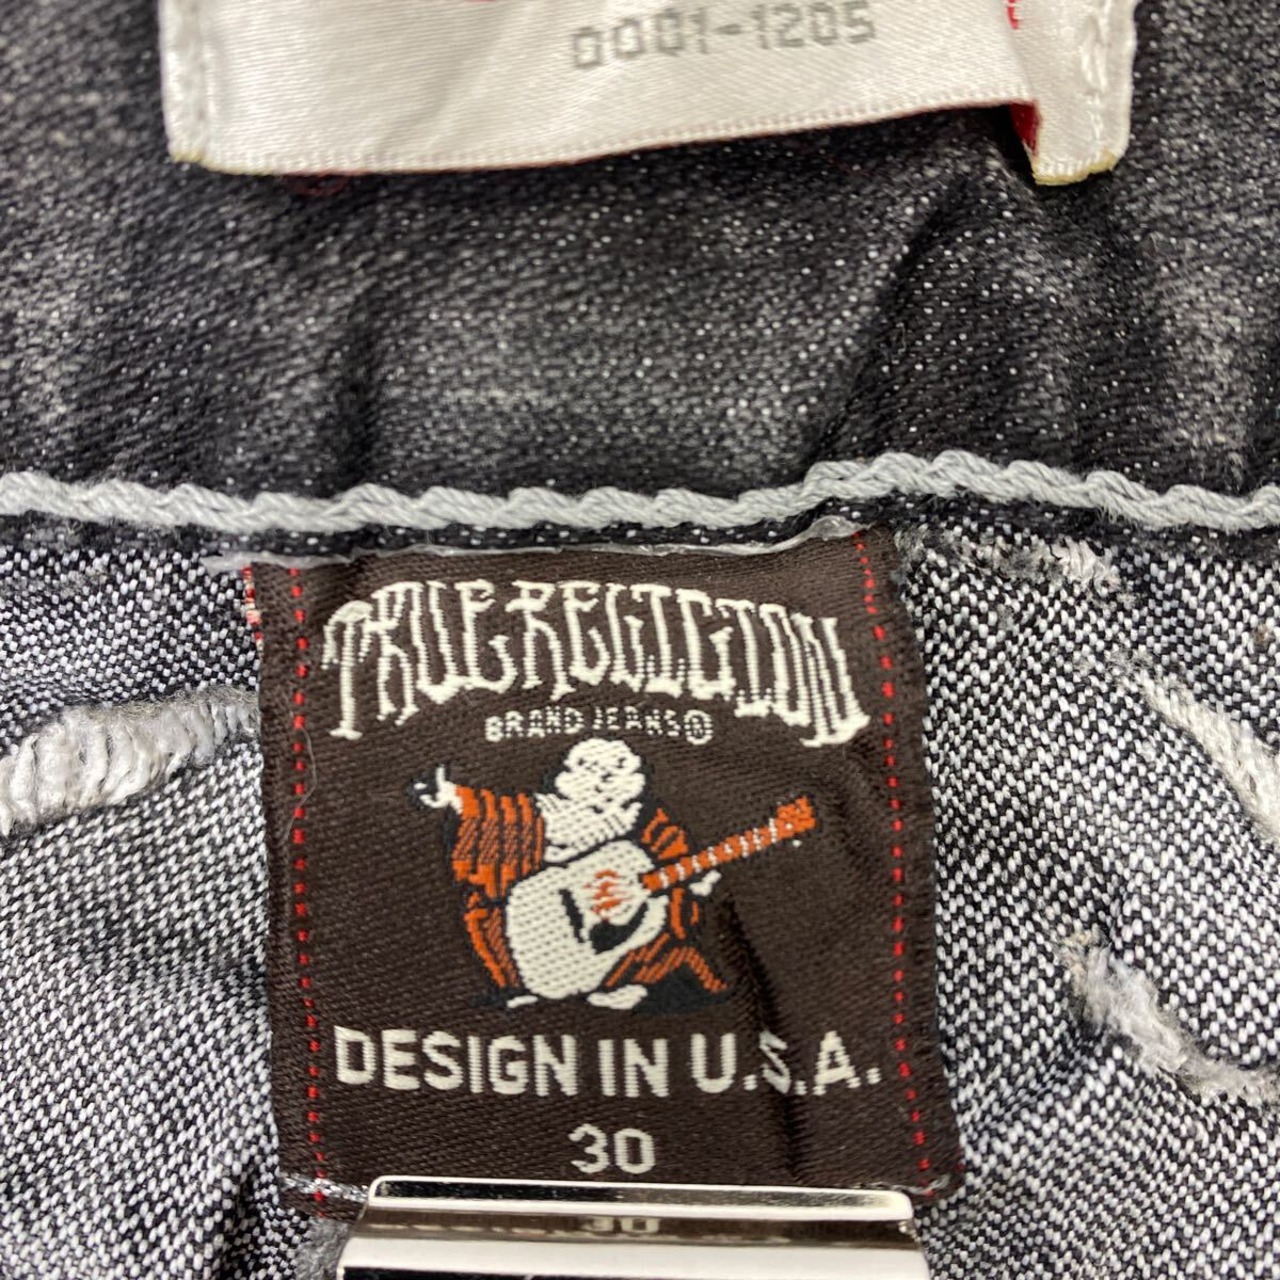 0001-1205
TRUE RELIGION
BRAND JEANS®
DESIGN IN U.S.A.
30